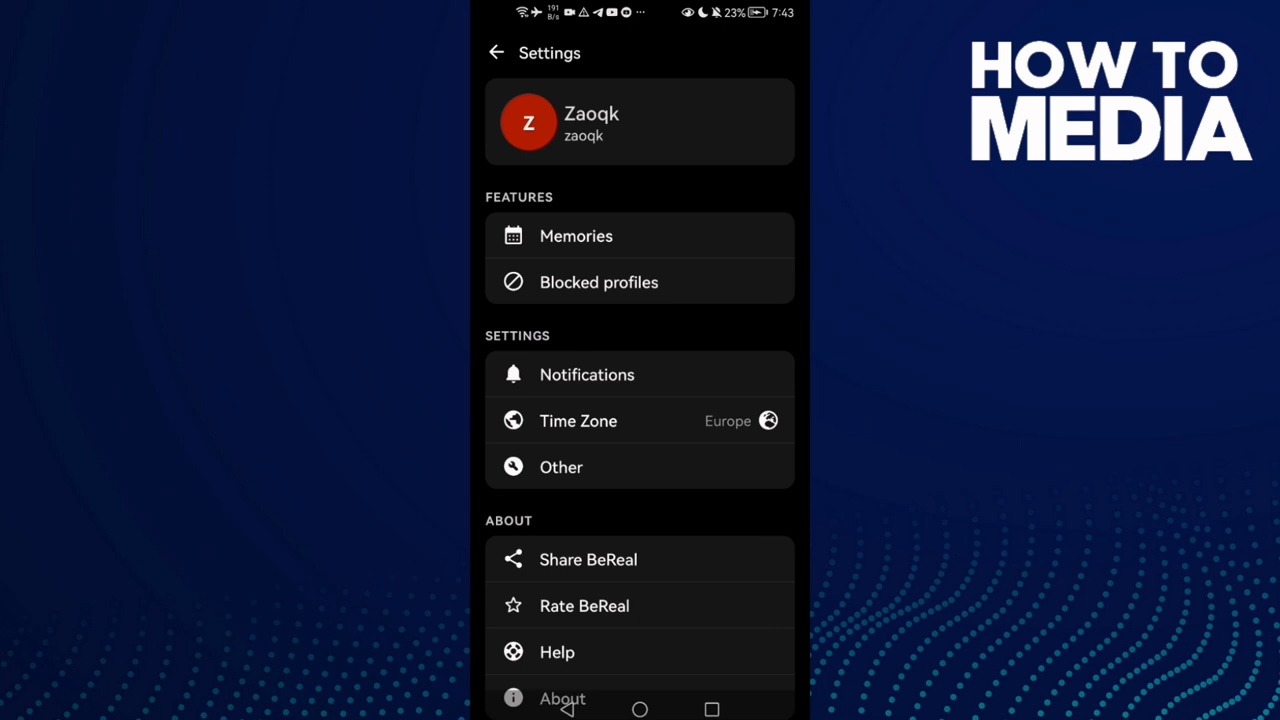 191
B/s
23%
7:43
HOW TO
MEDIA
Settings
Z
Zaoqk
zaoqk
FEATURES
Memories
Blocked profiles
SETTINGS
Notifications
Time Zone Europe
Other
ABOUT
Share BeReal
Rate BeReal
Help
About